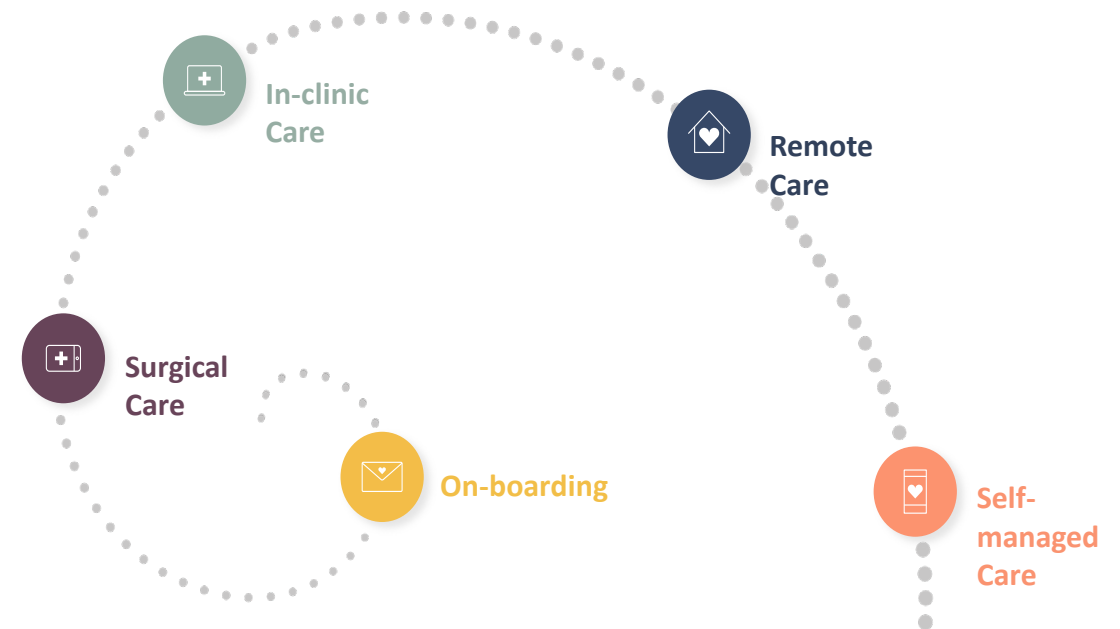 In-clinic
Care
Remote
Care
Surgical
Care
On-boarding
Self-
managed
Care